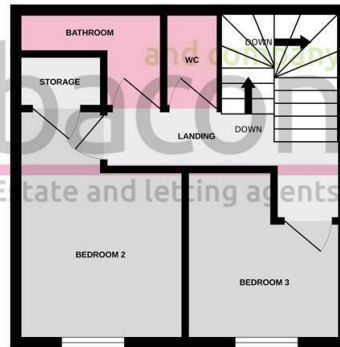 BATHROOM
WC
DOWN
and company
STORAGE
bacon
LANDING
DOWN
Estate and letting agents
BEDROOM 2
BEDROOM 3